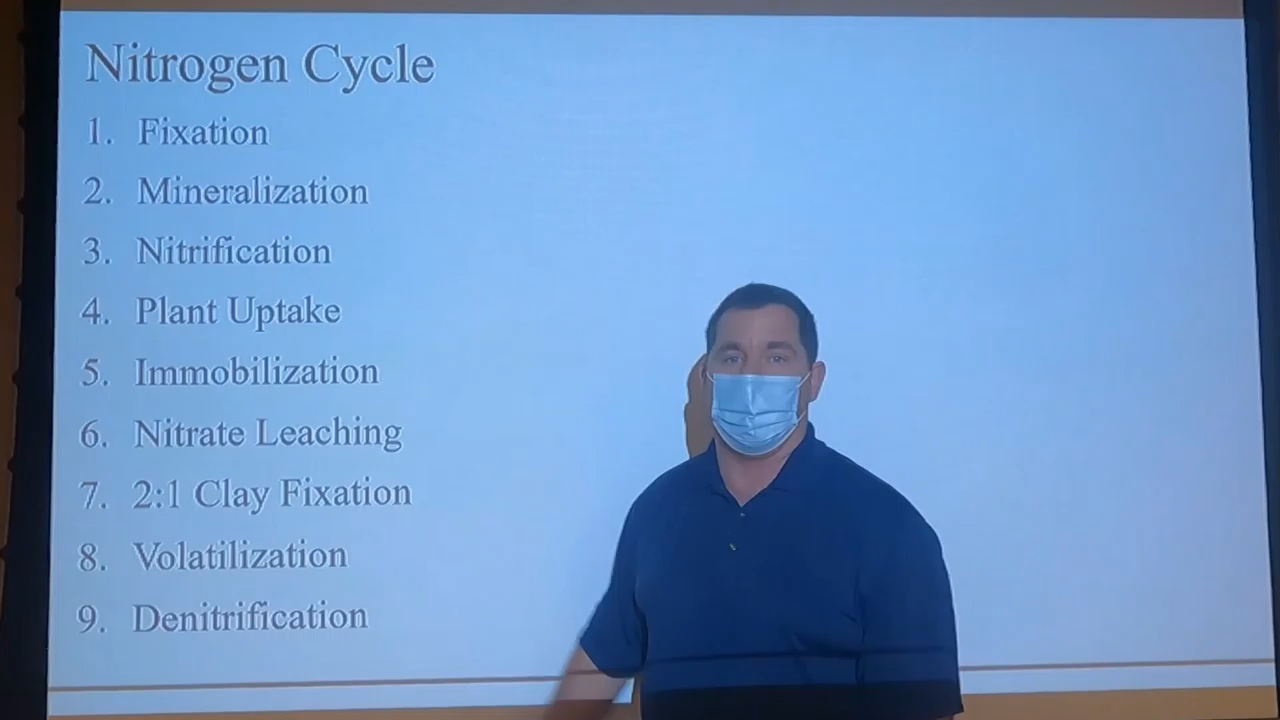 Nitrogen Cycle
1. Fixation
2. Mineralization
3. Nitrification
4. Plant Uptake
5. Immobilization
6. Nitrate Leaching
7. 2:1 Clay Fixation
8. Volatilization
9. Denitrification